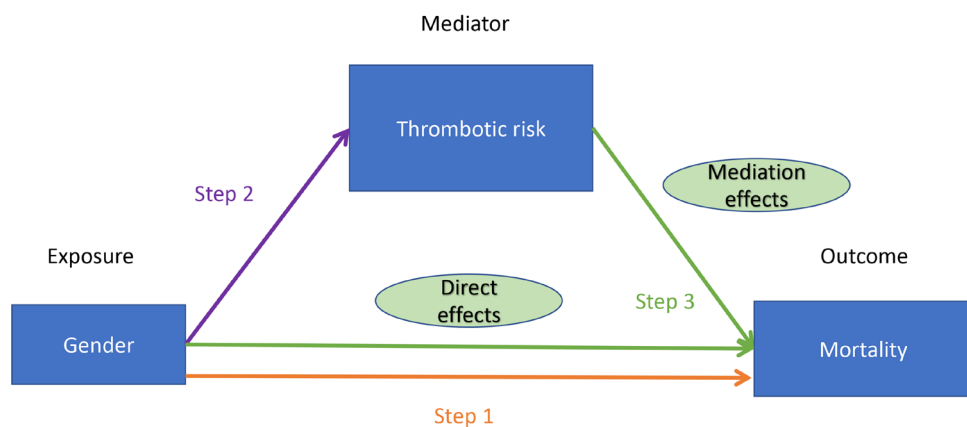 Mediator
Thrombotic risk
Mediation
effects
Step 2
Exposure
Outcome
Direct
effects
Step 3
Gender
Mortality
Step 1